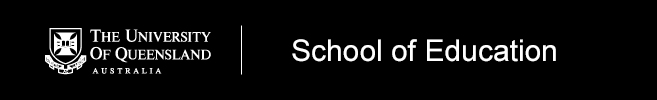 THE UNIVERSITY
OF QUEENSLAND
AUSTRALIA
School of Education